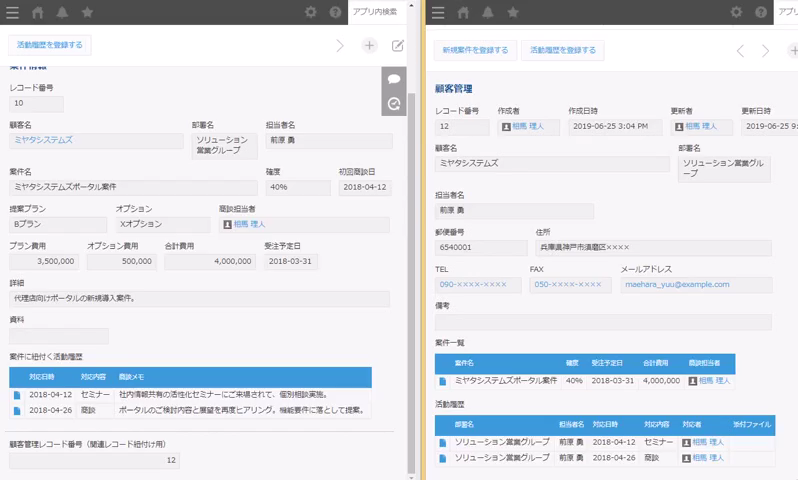 アプリ内検索
活動履歴を登録する
案件情報
レコード番号
10
顧客名 部署名 担当者名
ミヤタシステムズ ソリューション 前原 勇
営業グループ
案件名 確度 初回商談日
ミヤタシステムズポータル案件 40% 2018-04-12
提案プラン オプション 商談担当者
Bプラン Xオプション 相馬 理人
プラン費用 オプション費用 合計費用 受注予定日
3,500,000 500,000 4,000,000 2018-03-31
詳細
代理店向けポータルの新規導入案件。
資料
案件に紐付く活動履歴
対応日時 対応内容 商談メモ
2018-04-12 セミナー 社内情報共有の活性化セミナーにご来場されて、個別相談実施。
2018-04-26 商談 ポータルのご検討内容と展望を再度ヒアリング。機能要件に落として提案。
顧客管理レコード番号（関連レコード紐付け用）
12
アプリ内検索
新規案件を登録する 活動履歴を登録する
顧客管理
レコード番号 作成者 作成日時 更新者 更新日時
12 相馬 理人 2019-06-25 3:04 PM 相馬 理人 2019-06-25 9:
顧客名 部署名
ミヤタシステムズ ソリューション営業グル
ープ
担当者名
前原 勇
郵便番号 住所
6540001 兵庫県神戸市須磨区××××
TEL FAX メールアドレス
090-××××-×××× 050-××××-×××× maehara_yuu@example.com
備考
案件一覧
案件名 確度 受注予定日 合計費用 商談担当者
ミヤタシステムズポータル案件 40% 2018-03-31 4,000,000 相馬 理人
活動履歴
部署名 担当者名 対応日時 対応内容 対応者 添付ファイル
ソリューション営業グループ 前原 勇 2018-04-12 セミナー 相馬 理人
ソリューション営業グループ 前原 勇 2018-04-26 商談 相馬 理人